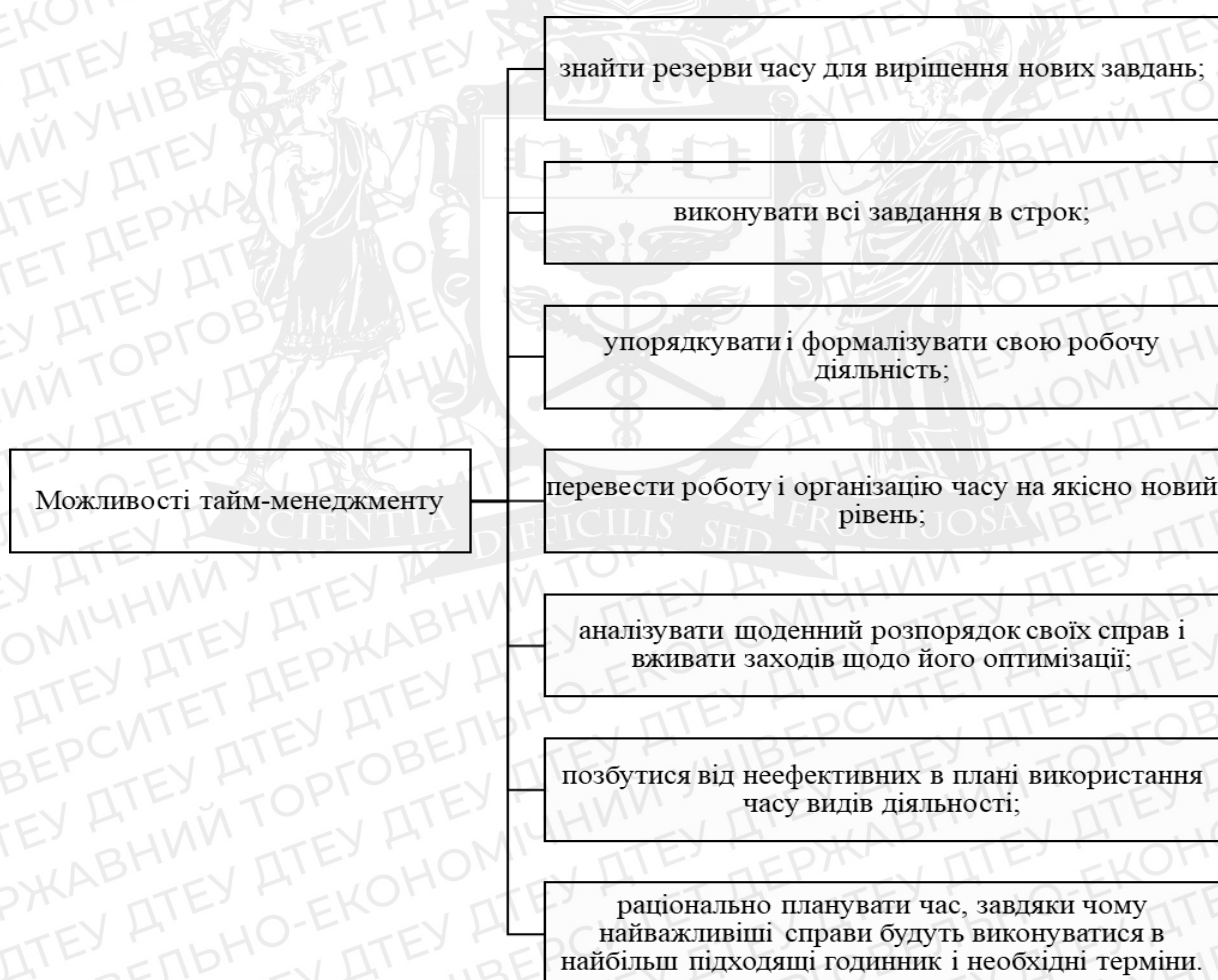 знайти резерви часу для вирішення нових завдань;
виконувати всі завдання в строк;
упорядкувати і формалізувати свою робочу
діяльність;
Можливості тайм-менеджменту
перевести роботу і організацію часу на якісно новий
рівень;
аналізувати щоденний розпорядок своїх справ і
вживати заходів щодо його оптимізації;
позбутися від неефективних в плані використання
часу видів діяльності;
раціонально планувати час, завдяки чому
найважливіші справи будуть виконуватися в
найбільш підходящі годинник і необхідні терміни.